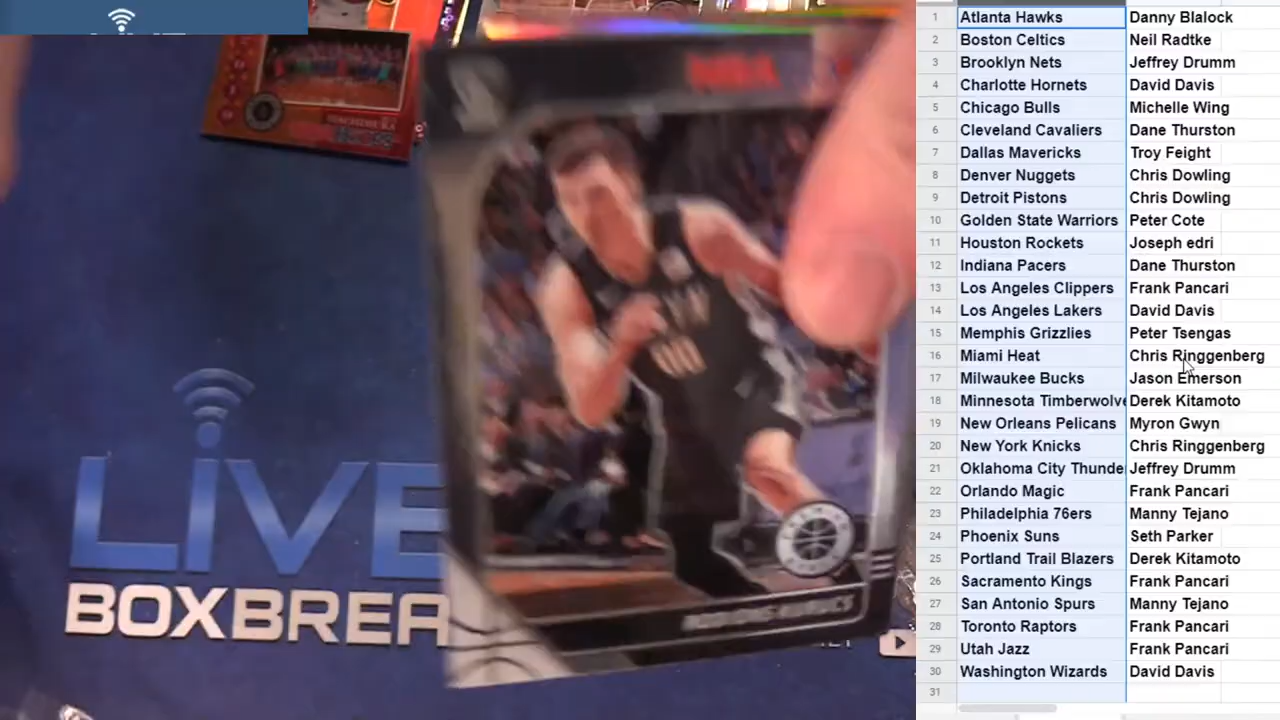 NBA
LiVE
BOXBREA
1 Atlanta Hawks Danny Blalock
2 Boston Celtics Neil Radtke
3 Brooklyn Nets Jeffrey Drumm
4 Charlotte Hornets David Davis
5 Chicago Bulls Michelle Wing
6 Cleveland Cavaliers Dane Thurston
7 Dallas Mavericks Troy Feight
8 Denver Nuggets Chris Dowling
9 Detroit Pistons Chris Dowling
10 Golden State Warriors Peter Cote
11 Houston Rockets Joseph edri
12 Indiana Pacers Dane Thurston
13 Los Angeles Clippers Frank Pancari
14 Los Angeles Lakers David Davis
15 Memphis Grizzlies Peter Tsengas
16 Miami Heat Chris Ringgenberg
17 Milwaukee Bucks Jason Emerson
18 Minnesota Timberwolve Derek Kitamoto
19 New Orleans Pelicans Myron Gwyn
20 New York Knicks Chris Ringgenberg
21 Oklahoma City Thunde Jeffrey Drumm
22 Orlando Magic Frank Pancari
23 Philadelphia 76ers Manny Tejano
24 Phoenix Suns Seth Parker
25 Portland Trail Blazers Derek Kitamoto
26 Sacramento Kings Frank Pancari
27 San Antonio Spurs Manny Tejano
28 Toronto Raptors Frank Pancari
29 Utah Jazz Frank Pancari
30 Washington Wizards David Davis
31